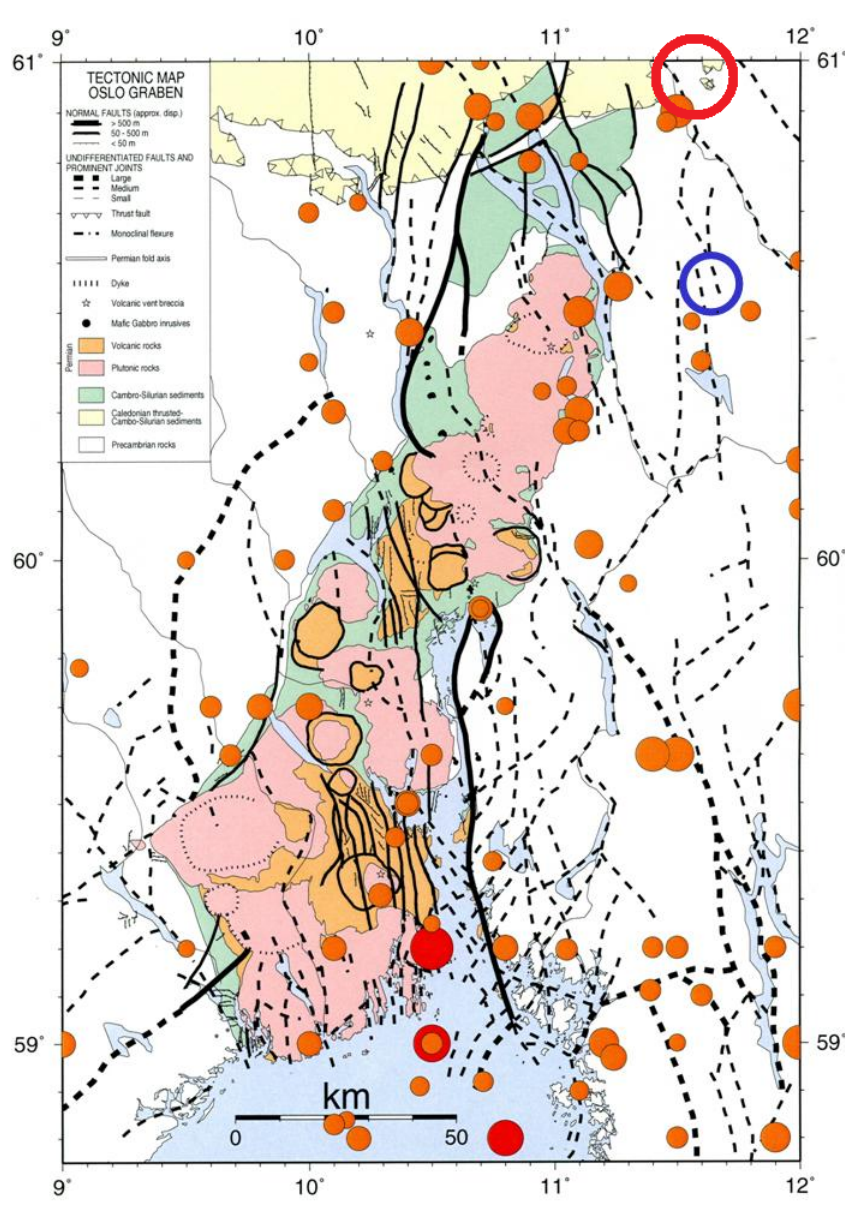 9° 10° 11° 12°
61° 61°
TECTONIC MAP
OSLO GRABEN
NORMAL FAULTS (approx. disp.)
> 500 m
50 - 500 m
< 50 m
UNDIFFERENTIATED FAULTS AND
PROMINENT JOINTS
Large
Medium
Small
Thrust fault
Monoclinal flexure
Permian fold axis
Dyke
Volcanic vent breccia
Mafic Gabbro inrusives
Permian
Volcanic rocks
Plutonic rocks
Cambro-Silurian sediments
Caledonian thrusted-
Cambo-Silurian sediments
Precambrian rocks
60° 60°
59° 59°
km
0 50
9° 10° 11° 12°